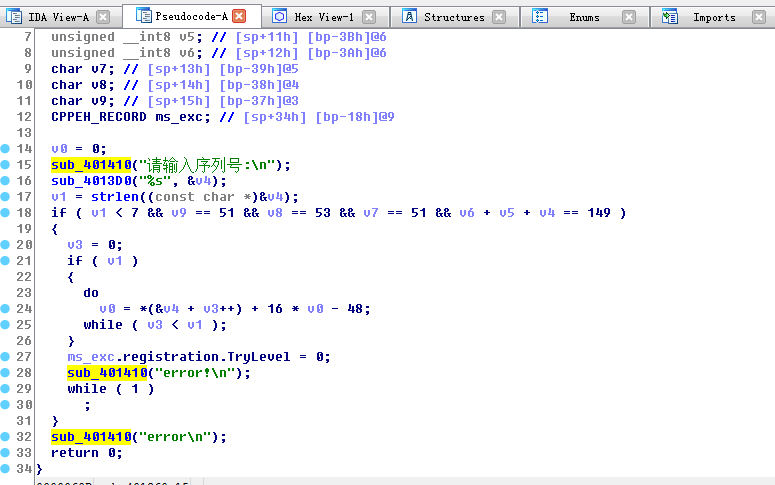 IDA View-A Pseudocode-A Hex View-1 Structures Enums Imports
7 unsigned __int8 v5; // [sp+11h] [bp-3Bh]@6
8 unsigned __int8 v6; // [sp+12h] [bp-3Ah]@6
9 char v7; // [sp+13h] [bp-39h]@5
10 char v8; // [sp+14h] [bp-38h]@4
11 char v9; // [sp+15h] [bp-37h]@3
12 CPPEH_RECORD ms_exc; // [sp+34h] [bp-18h]@9
13
14 v0 = 0;
15 sub_401410("请输入序列号:\n");
16 sub_4013D0("%s", &v4);
17 v1 = strlen((const char *)&v4);
18 if ( v1 < 7 && v9 == 51 && v8 == 53 && v7 == 51 && v6 + v5 + v4 == 149 )
19 {
20 v3 = 0;
21 if ( v1 )
22 {
23 do
24 v0 = *(&v4 + v3++) + 16 * v0 - 48;
25 while ( v3 < v1 );
26 }
27 ms_exc.registration.TryLevel = 0;
28 sub_401410("error!\n");
29 while ( 1 )
30 ;
31 }
32 sub_401410("error\n");
33 return 0;
34 }